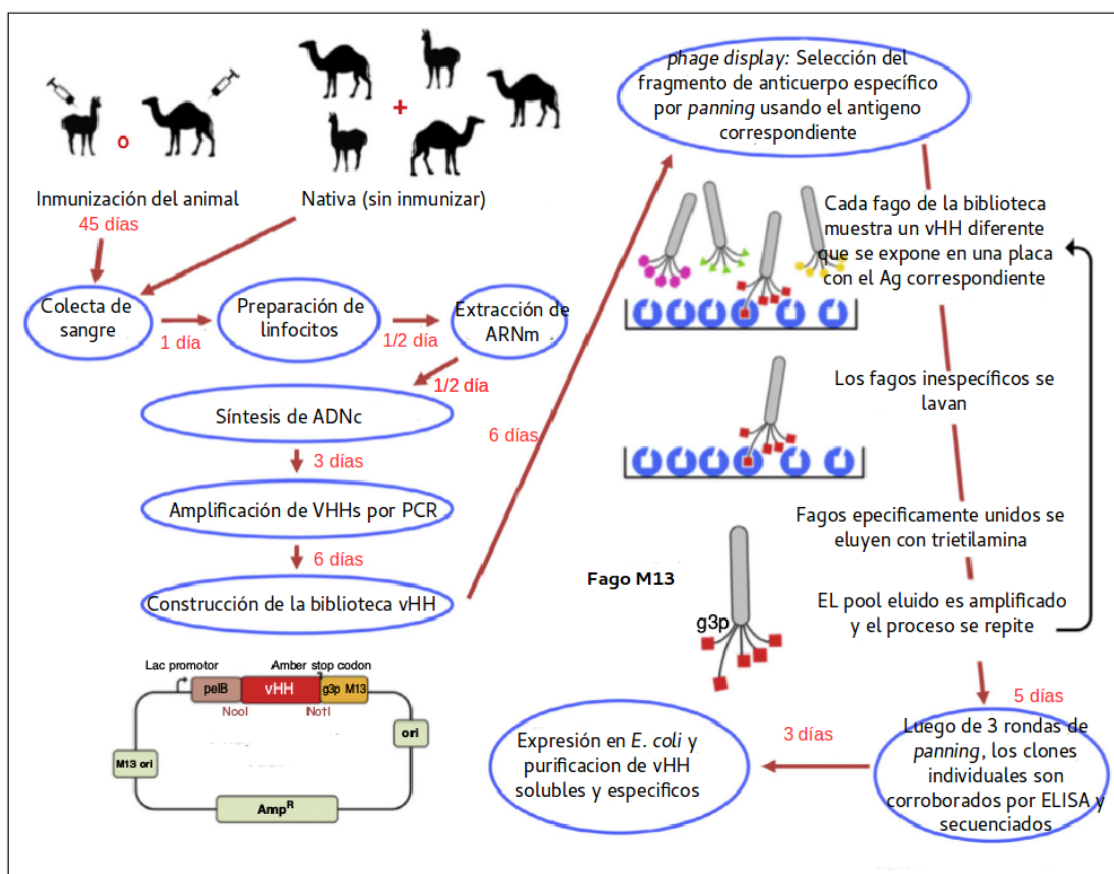 Inmunización del animal
45 días
o
+
Nativa (sin inmunizar)
Colecta de
sangre
1 día
Preparación de
linfocitos
1/2 día
Extracción de
ARNm
1/2 día
Síntesis de ADNc
3 días
Amplificación de VHHs por PCR
6 días
Construcción de la biblioteca vHH
6 días
Lac promotor
Amber stop codon
pelB
vHH
g3p M13
NcoI
NotI
ori
M13 ori
Amp^R
phage display: Selección del
fragmento de anticuerpo específico
por panning usando el antigeno
correspondiente
Cada fago de la biblioteca
muestra un vHH diferente
que se expone en una placa
con el Ag correspondiente
Los fagos inespecíficos se
lavan
Fagos epecificamente unidos se
eluyen con trietilamina
Fago M13
g3p
EL pool eluido es amplificado
y el proceso se repite
5 días
Luego de 3 rondas de
panning, los clones
individuales son
corroborados por ELISA y
secuenciados
3 días
Expresión en E. coli y
purificacion de vHH
solubles y especificos